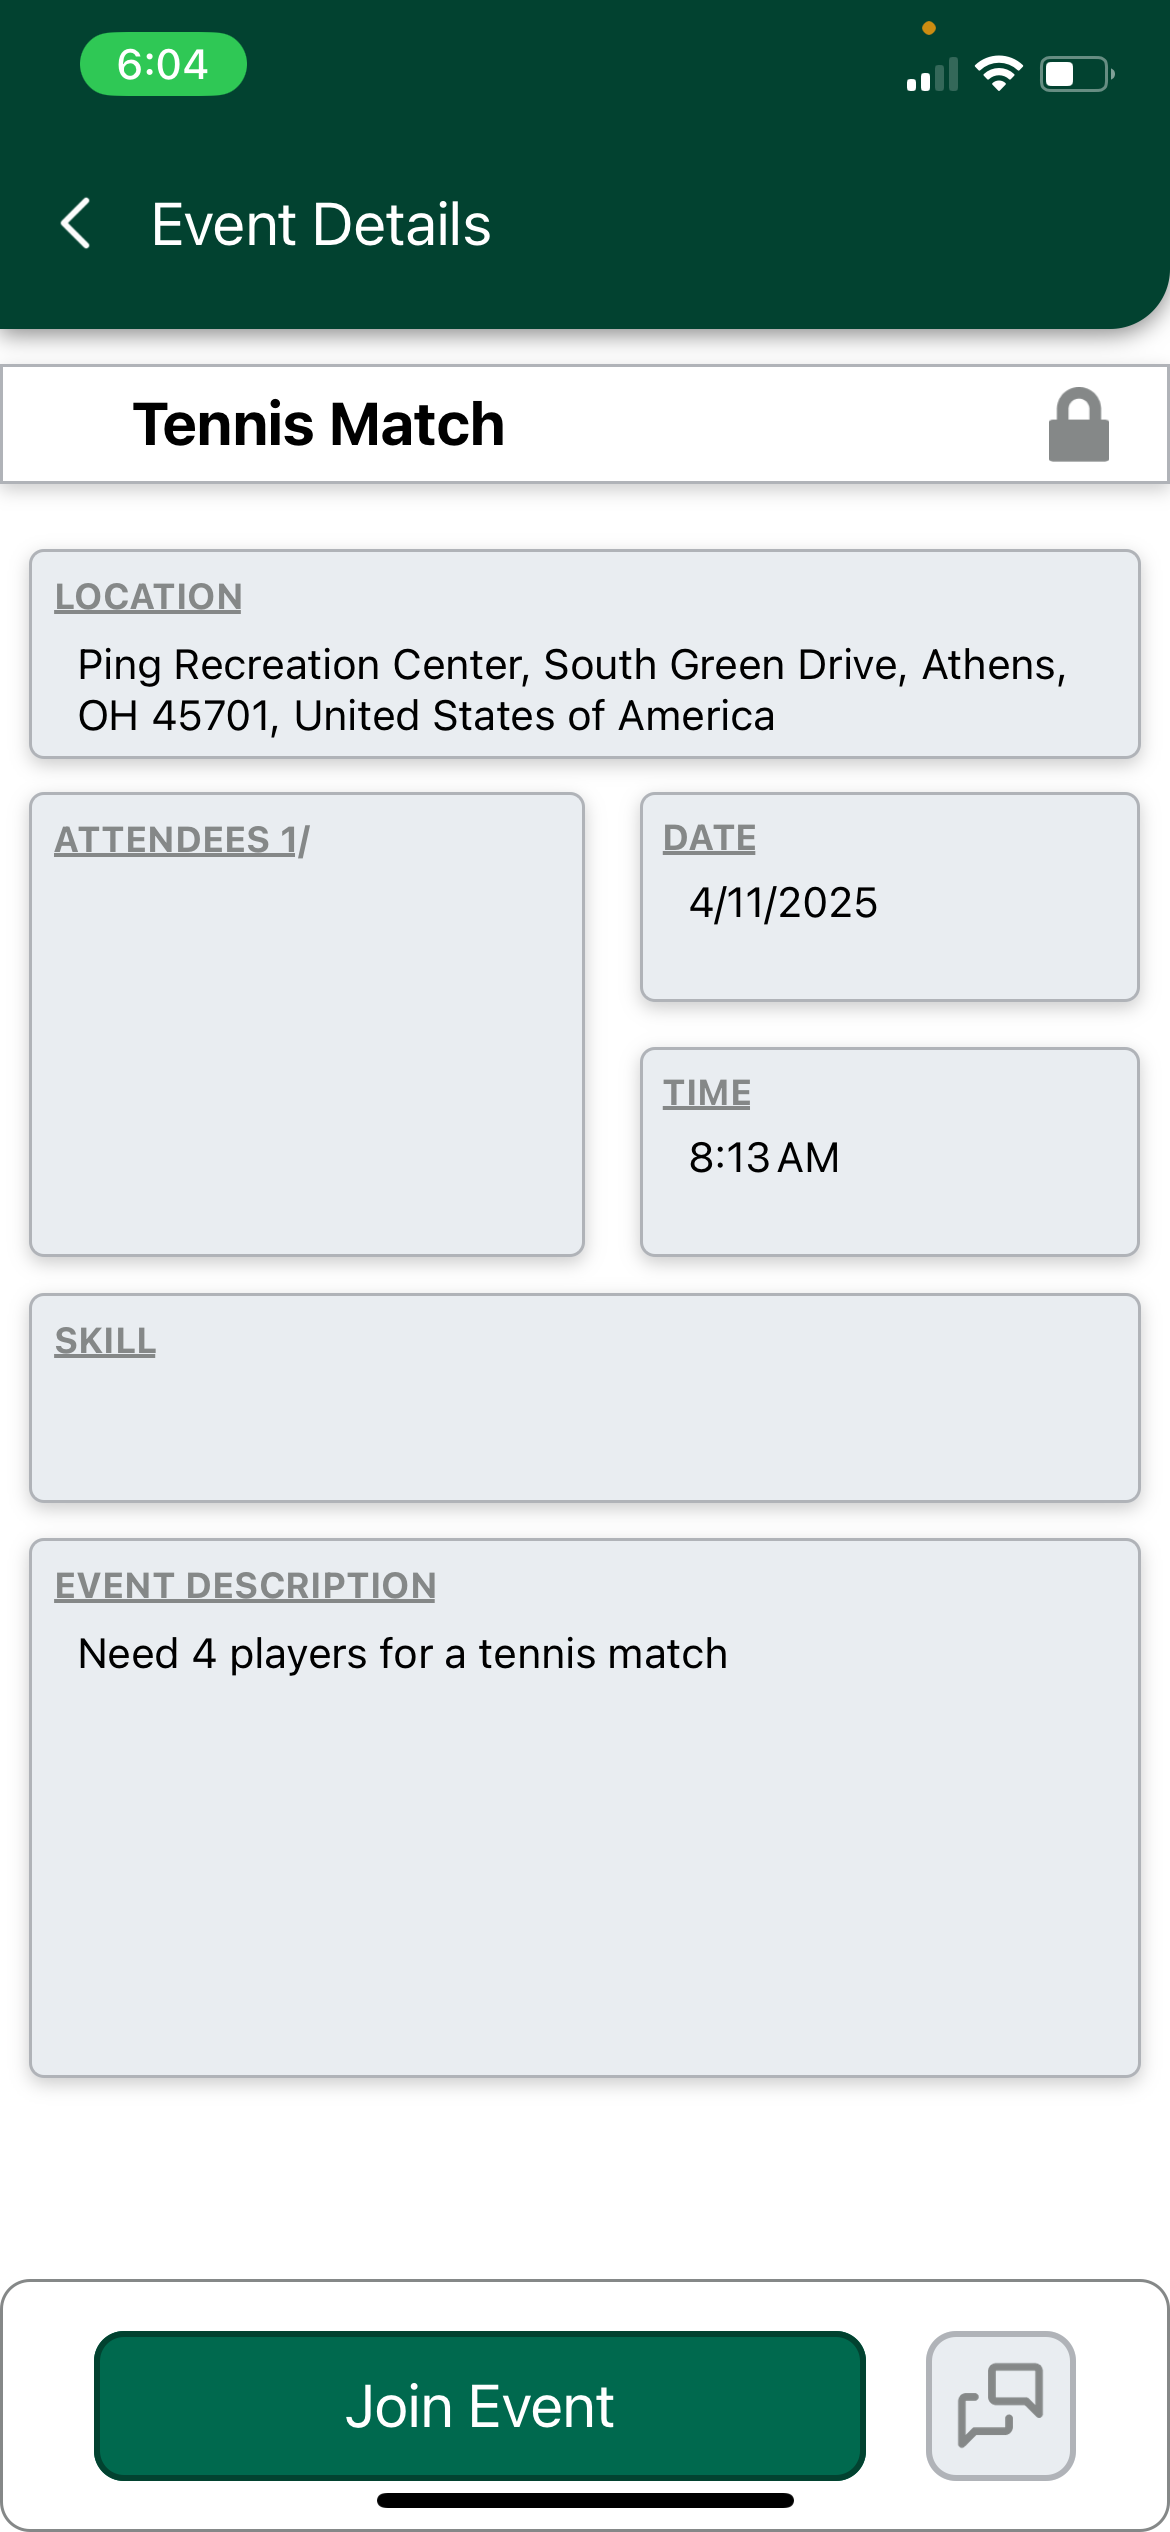 6:04
Event Details
Tennis Match
LOCATION
Ping Recreation Center, South Green Drive, Athens,
OH 45701, United States of America
ATTENDEES 1/
DATE
4/11/2025
TIME
8:13 AM
SKILL
EVENT DESCRIPTION
Need 4 players for a tennis match
Join Event